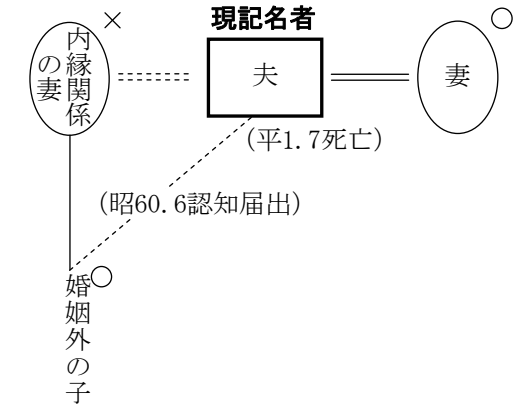 現記名者
内縁関係
の妻
×
夫
妻
○
(平1.7死亡)
(昭60.6認知届出)
○
婚姻外の子